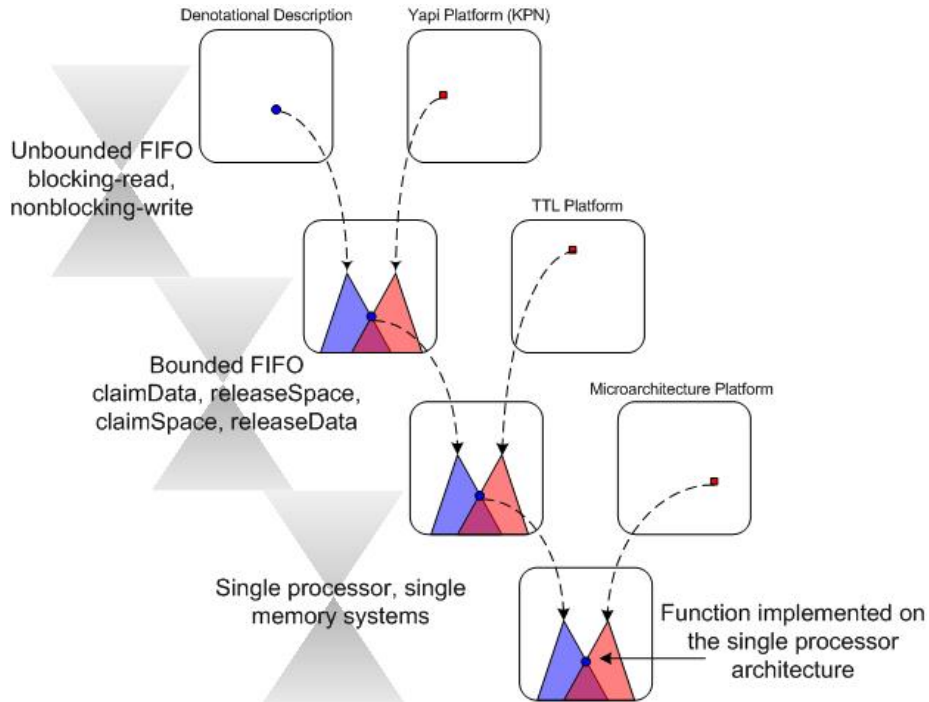 Denotational Description
Yapi Platform (KPN)
Unbounded FIFO
blocking-read,
nonblocking-write
TTL Platform
Bounded FIFO
claimData, releaseSpace,
claimSpace, releaseData
Microarchitecture Platform
Single processor, single
memory systems
Function implemented on
the single processor
architecture